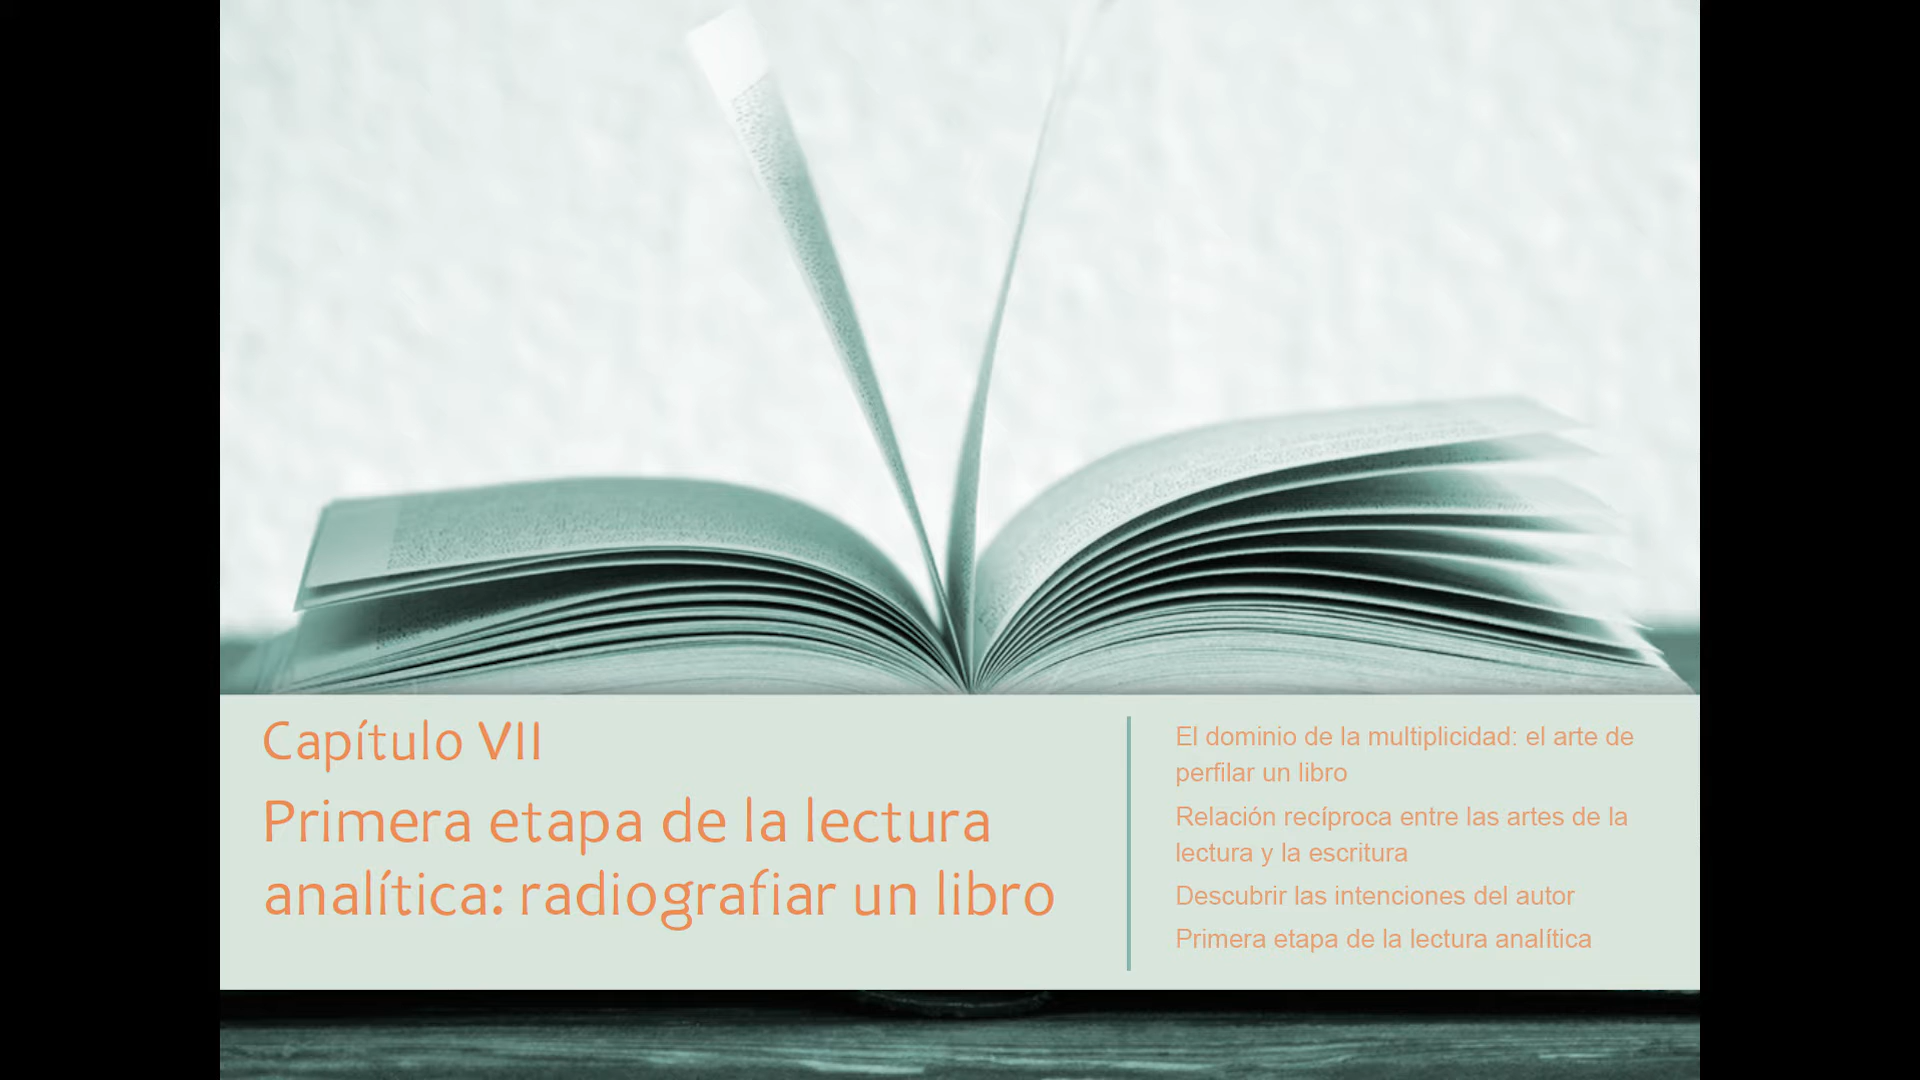 Capítulo VII
Primera etapa de la lectura
analítica: radiografiar un libro
El dominio de la multiplicidad: el arte de
perfilar un libro
Relación recíproca entre las artes de la
lectura y la escritura
Descubrir las intenciones del autor
Primera etapa de la lectura analítica